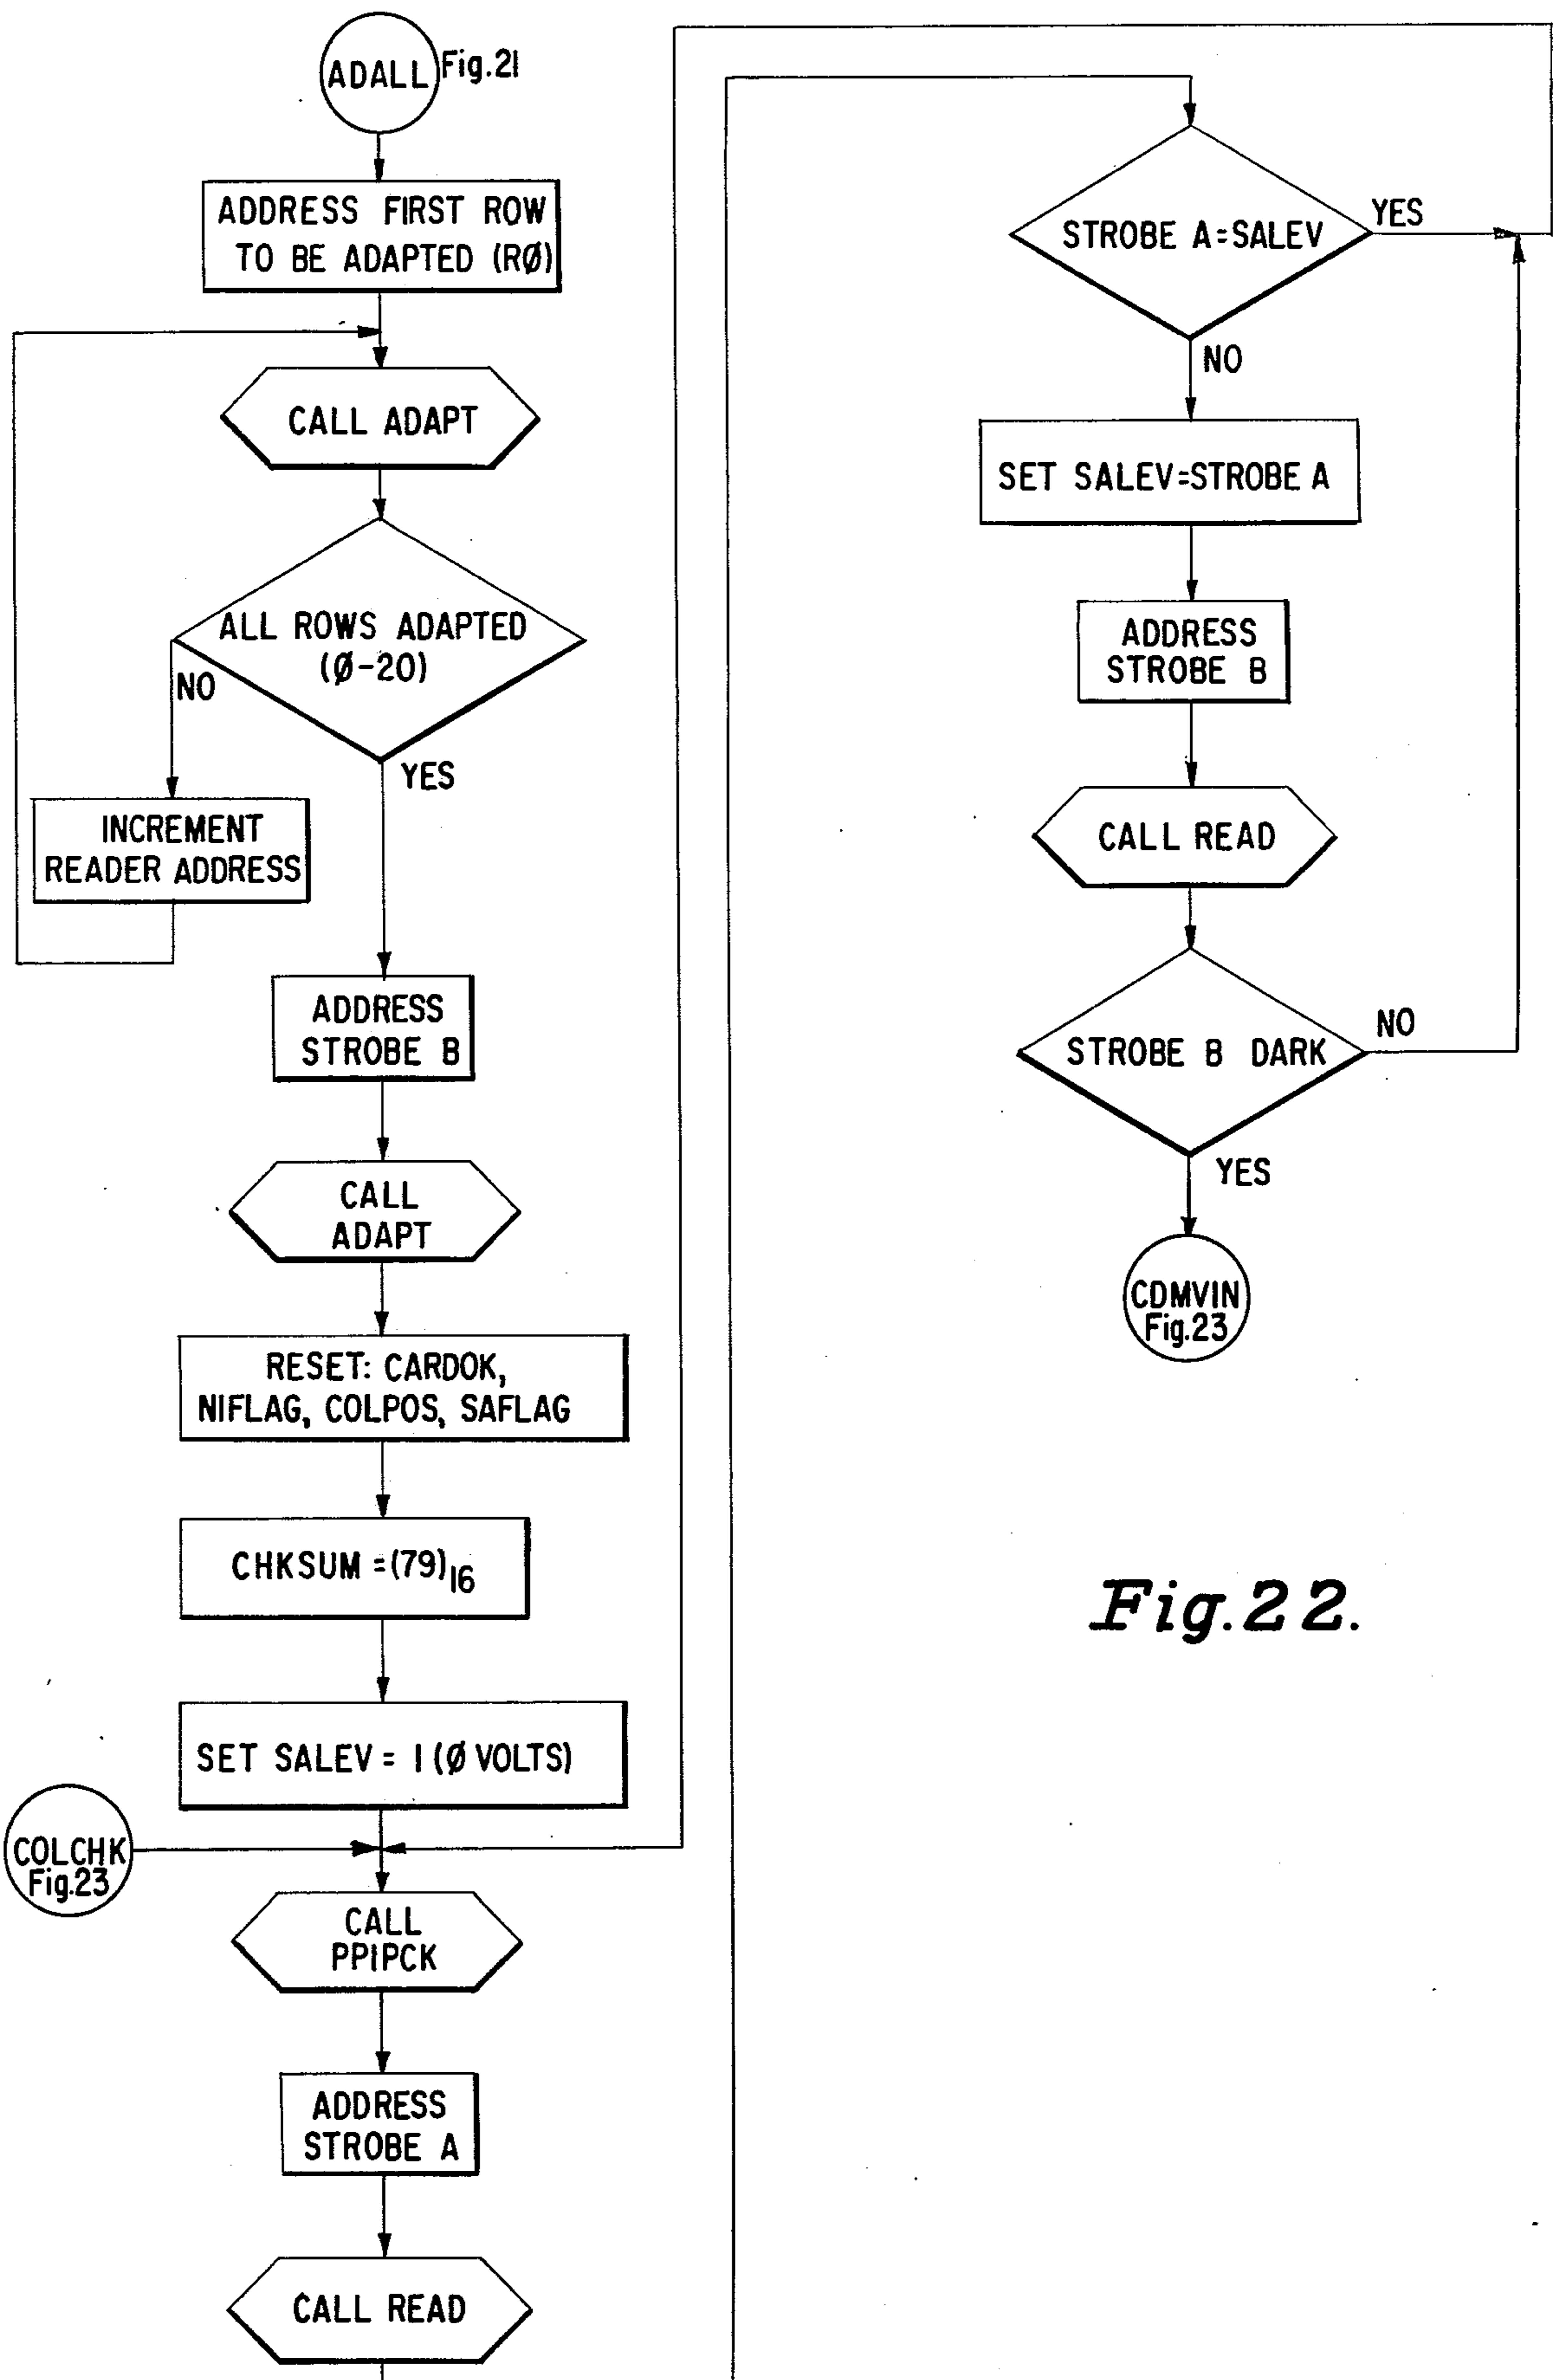 ADALL Fig.21
ADDRESS FIRST ROW
TO BE ADAPTED (RØ)
CALL ADAPT
ALL ROWS ADAPTED
(Ø-20)
NO
YES
INCREMENT
READER ADDRESS
ADDRESS
STROBE B
CALL
ADAPT
RESET: CARDOK,
NIFLAG, COLPOS, SAFLAG
CHKSUM =(79)16
SET SALEV = 1 (Ø VOLTS)
COLCHK
Fig.23
CALL
PPIPCK
ADDRESS
STROBE A
CALL READ
STROBE A=SALEV
YES
NO
SET SALEV=STROBE A
ADDRESS
STROBE B
CALL READ
STROBE B DARK
NO
YES
CDMVIN
Fig.23
Fig.22.